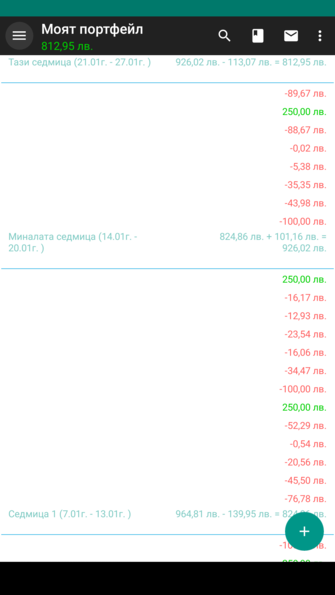 Моят портфейл
812,95 лв.
Тази седмица (21.01г. - 27.01г. )
926,02 лв. - 113,07 лв. = 812,95 лв.
-89,67 лв.
250,00 лв.
-88,67 лв.
-0,02 лв.
-5,38 лв.
-35,35 лв.
-43,98 лв.
-100,00 лв.
Миналата седмица (14.01г. -
20.01г. )
824,86 лв. + 101,16 лв. =
926,02 лв.
250,00 лв.
-16,17 лв.
-12,93 лв.
-23,54 лв.
-16,06 лв.
-34,47 лв.
-100,00 лв.
250,00 лв.
-52,29 лв.
-0,54 лв.
-20,56 лв.
-45,50 лв.
-76,78 лв.
Седмица 1 (7.01г. - 13.01г. )
964,81 лв. - 139,95 лв. = лв.
лв.